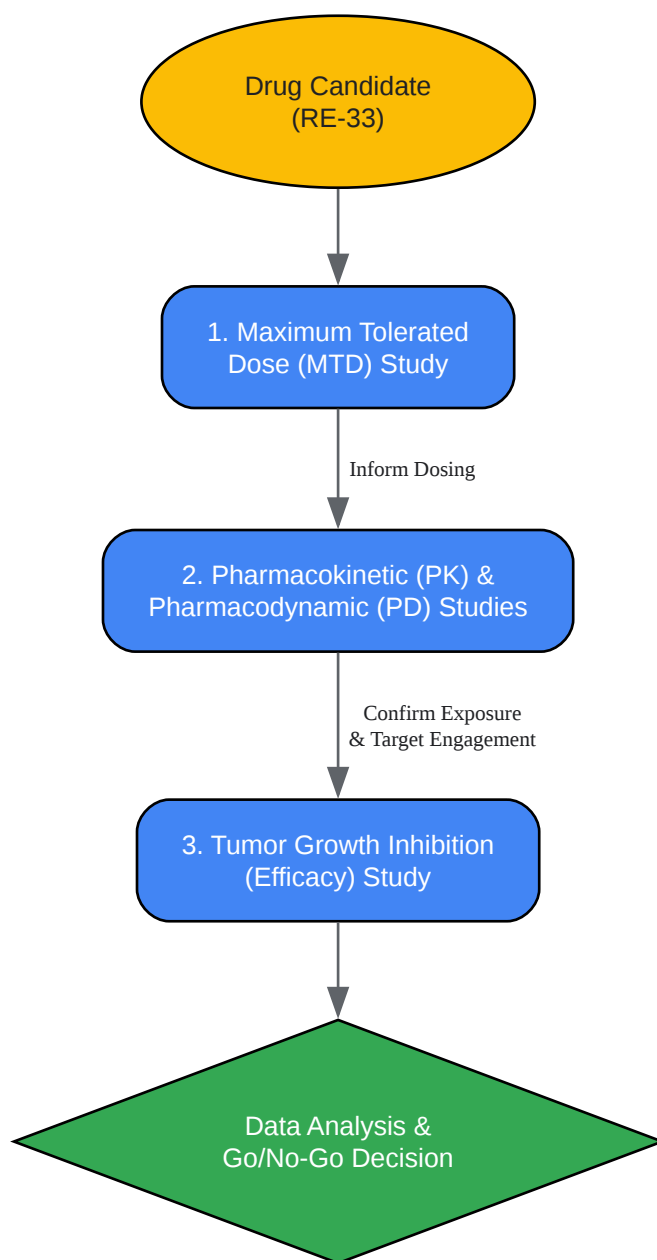 Drug Candidate
(RE-33)
1. Maximum Tolerated
Dose (MTD) Study
Inform Dosing
2. Pharmacokinetic (PK) &
Pharmacodynamic (PD) Studies
Confirm Exposure
& Target Engagement
3. Tumor Growth Inhibition
(Efficacy) Study
Data Analysis &
Go/No-Go Decision